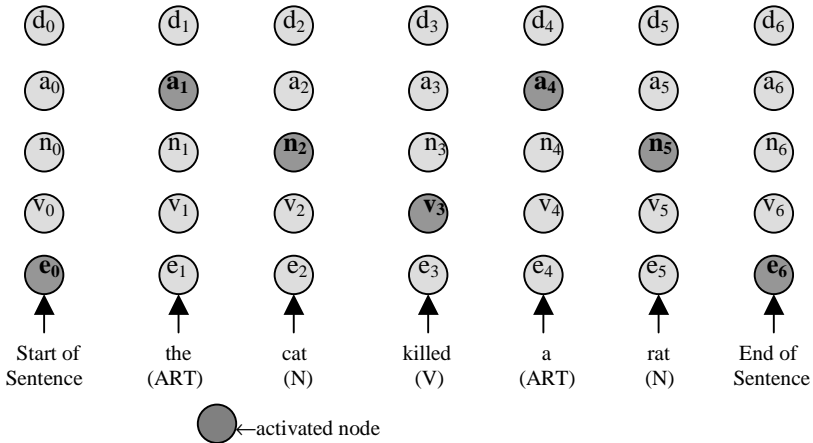 d₀ d₁ d₂ d₃ d₄ d₅ d₆
a₀ a₁ a₂ a₃ a₄ a₅ a₆
n₀ n₁ n₂ n₃ n₄ n₅ n₆
v₀ v₁ v₂ v₃ v₄ v₅ v₆
e₀ e₁ e₂ e₃ e₄ e₅ e₆
Start of the cat killed a rat End of
Sentence (ART) (N) (V) (ART) (N) Sentence
←activated node